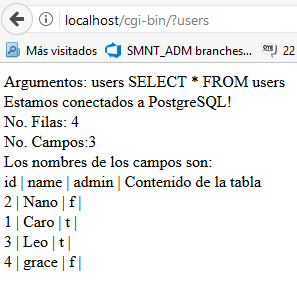 localhost/cgi-bin/?users
Más visitados SMNT_ADM branches... 22
Argumentos: users SELECT * FROM users
Estamos conectados a PostgreSQL!
No. Filas: 4
No. Campos:3
Los nombres de los campos son:
id | name | admin | Contenido de la tabla
2 | Nano | f |
1 | Caro | t |
3 | Leo | t |
4 | grace | f |